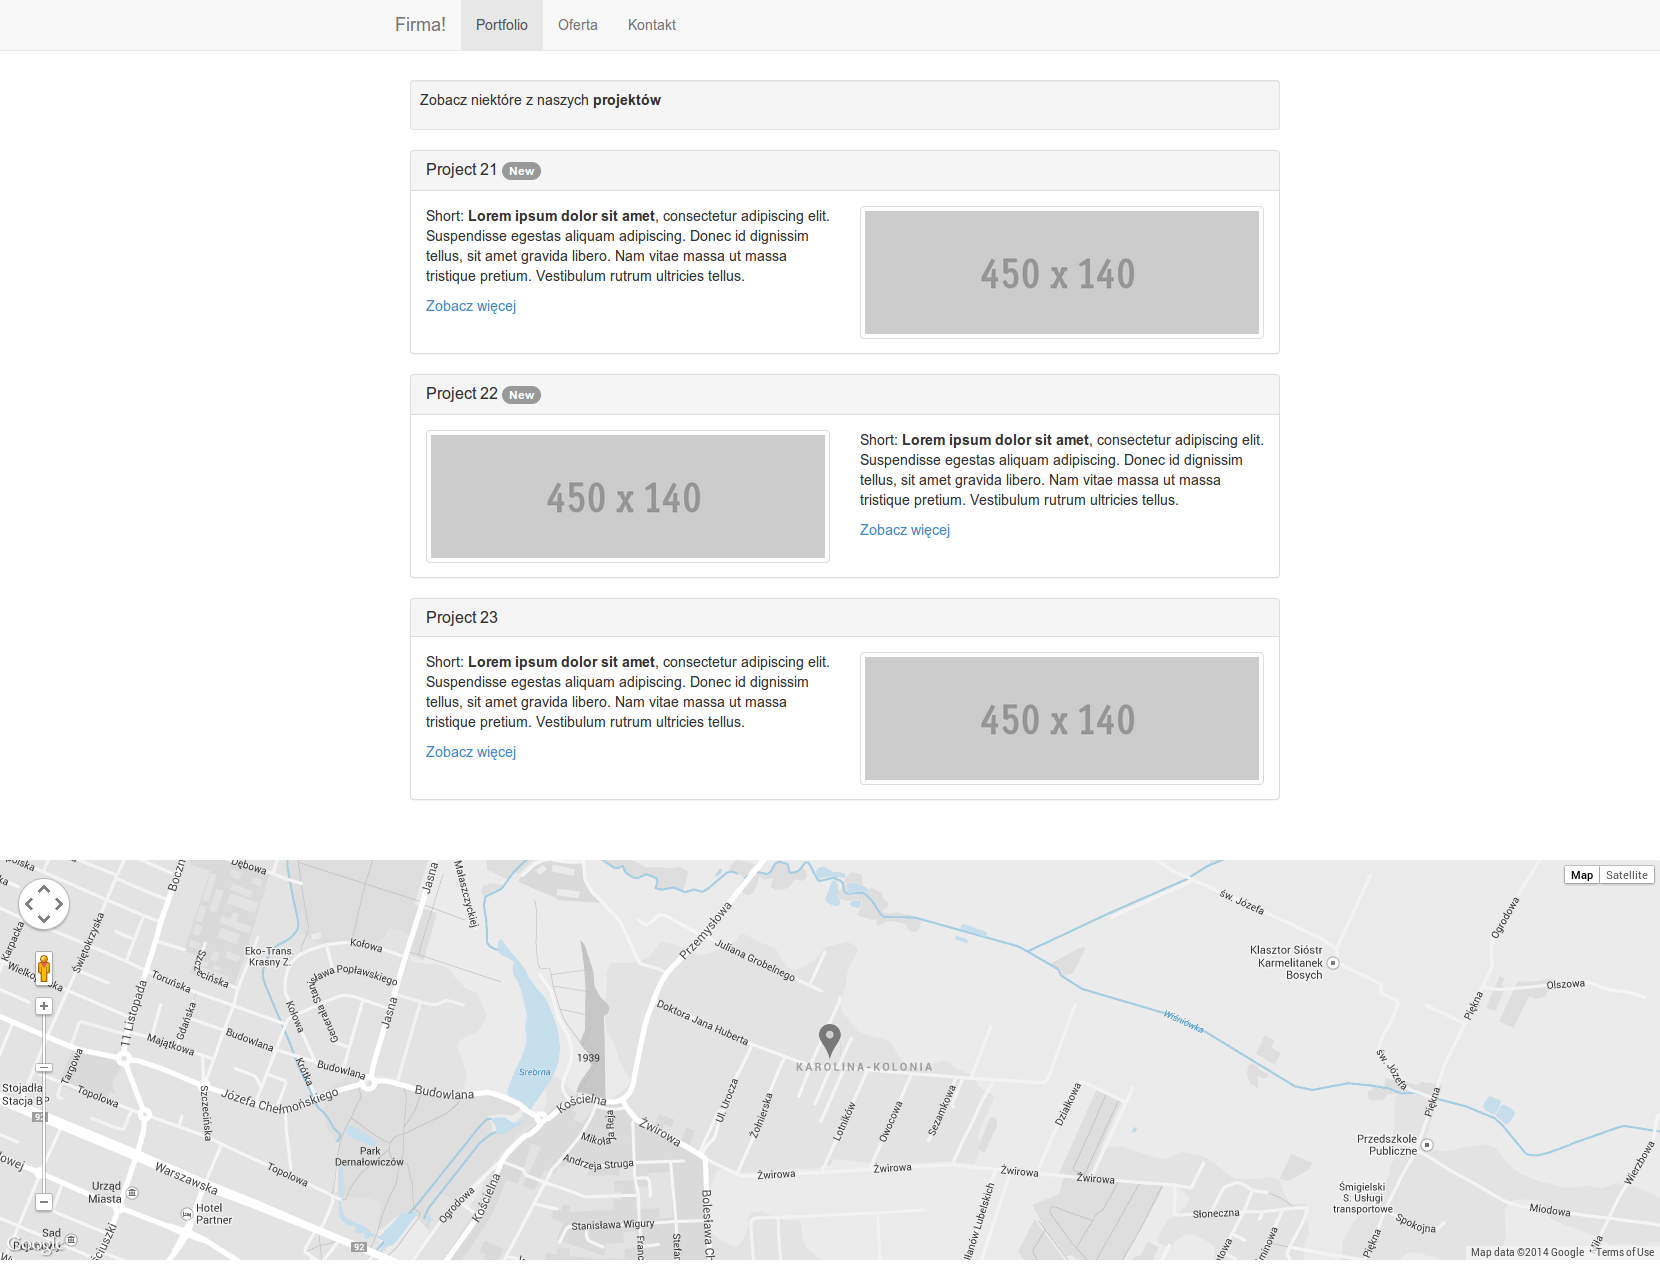 Firma! Portfolio Oferta Kontakt
Zobacz niektóre z naszych projektów
Project 21 New
Short: Lorem ipsum dolor sit amet, consectetur adipiscing elit.
Suspendisse egestas aliquam adipiscing. Donec id dignissim
tellus, sit amet gravida libero. Nam vitae massa ut massa
tristique pretium. Vestibulum rutrum ultricies tellus.
Zobacz więcej
450 x 140
Project 22 New
450 x 140
Short: Lorem ipsum dolor sit amet, consectetur adipiscing elit.
Suspendisse egestas aliquam adipiscing. Donec id dignissim
tellus, sit amet gravida libero. Nam vitae massa ut massa
tristique pretium. Vestibulum rutrum ultricies tellus.
Zobacz więcej
Project 23
Short: Lorem ipsum dolor sit amet, consectetur adipiscing elit.
Suspendisse egestas aliquam adipiscing. Donec id dignissim
tellus, sit amet gravida libero. Nam vitae massa ut massa
tristique pretium. Vestibulum rutrum ultricies tellus.
Zobacz więcej
450 x 140
Map Satellite
Dębowa
Jasna
Małaszczyckiej
Przemysłowa
św. Józefa
Ogrodowa
Karpacka
Świętokrzyska
Eko-Trans.
Krasny Z.
Kołowa
Juliana Grobelnego
Klasztor Sióstr
Karmelitanek
Bosych
Toruńska
Olszowa
Piękna
11 Listopada
Gdańska
Kołowa
Jasna
Doktora Jana Huberta
Wiśniówka
Majątkowa
Budowlana
1939
KAROLINA-KOLONIA
św. Józefa
Targowa
Krótka
Budowlana
Srebrna
Stojadła
Stacja BP
Topolowa
Józefa Chełmońskiego
Budowlana
Kościelna
Ul. Urocza
Żołnierska
Lotników
Owocowa
Sezamkowa
Działkowa
Piękna
92
Szczecińska
Żwirowa
Park
Dernałowiczów
Andrzeja Struga
Przedszkole
Publiczne
Wierzbowa
Warszawska
Topolowa
Żwirowa
Żwirowa
Żwirowa
Żwirowa
Urząd
Miasta
Hotel
Partner
Ogrodowa
Kościelna
Śmigielski
S. Usługi
transportowe
Słoneczna
Spokojna
Miodowa
Stanisława Wigury
Sad
Piękna
92
Google
Map data ©2014 Google
Terms of Use